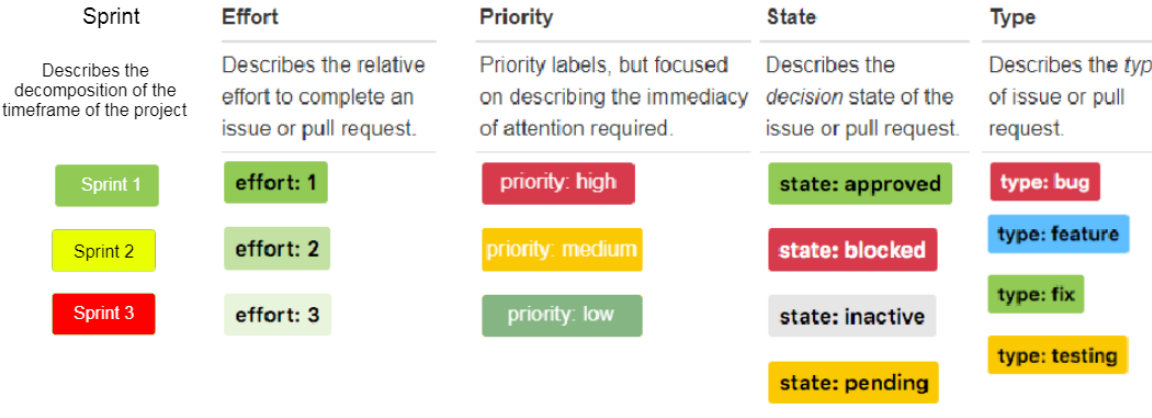 Sprint
Describes the
decomposition of the
timeframe of the project
Sprint 1
Sprint 2
Sprint 3
Effort
Describes the relative
effort to complete an
issue or pull request.
effort: 1
effort: 2
effort: 3
Priority
Priority labels, but focused
on describing the immediacy
of attention required.
priority: high
priority: medium
priority: low
State
Describes the
decision state of the
issue or pull request.
state: approved
state: blocked
state: inactive
state: pending
Type
Describes the typ
of issue or pull
request.
type: bug
type: feature
type: fix
type: testing